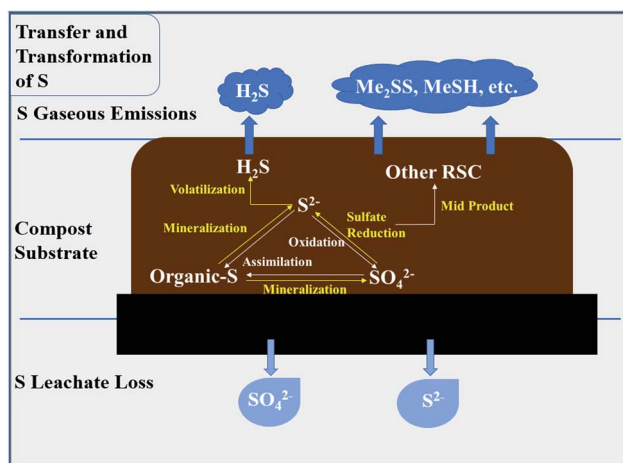 Transfer and
Transformation
of S
H₂S
Me₂SS, MeSH, etc.
S Gaseous Emissions
H₂S
Other RSC
Volatilization
S²⁻
Mid Product
Mineralization
Sulfate
Reduction
Compost
Substrate
Oxidation
Assimilation
Organic-S
SO₄²⁻
Mineralization
S Leachate Loss
SO₄²⁻
S²⁻